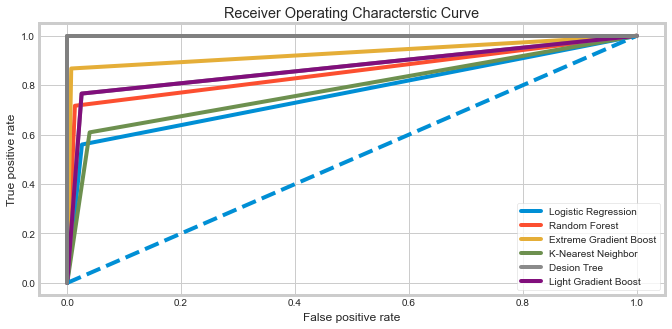 Receiver Operating Characterstic Curve
True positive rate
1.0
0.8
0.6
0.4
0.2
0.0
0.0
0.2
0.4
0.6
0.8
1.0
False positive rate
Logistic Regression
Random Forest
Extreme Gradient Boost
K-Nearest Neighbor
Desion Tree
Light Gradient Boost